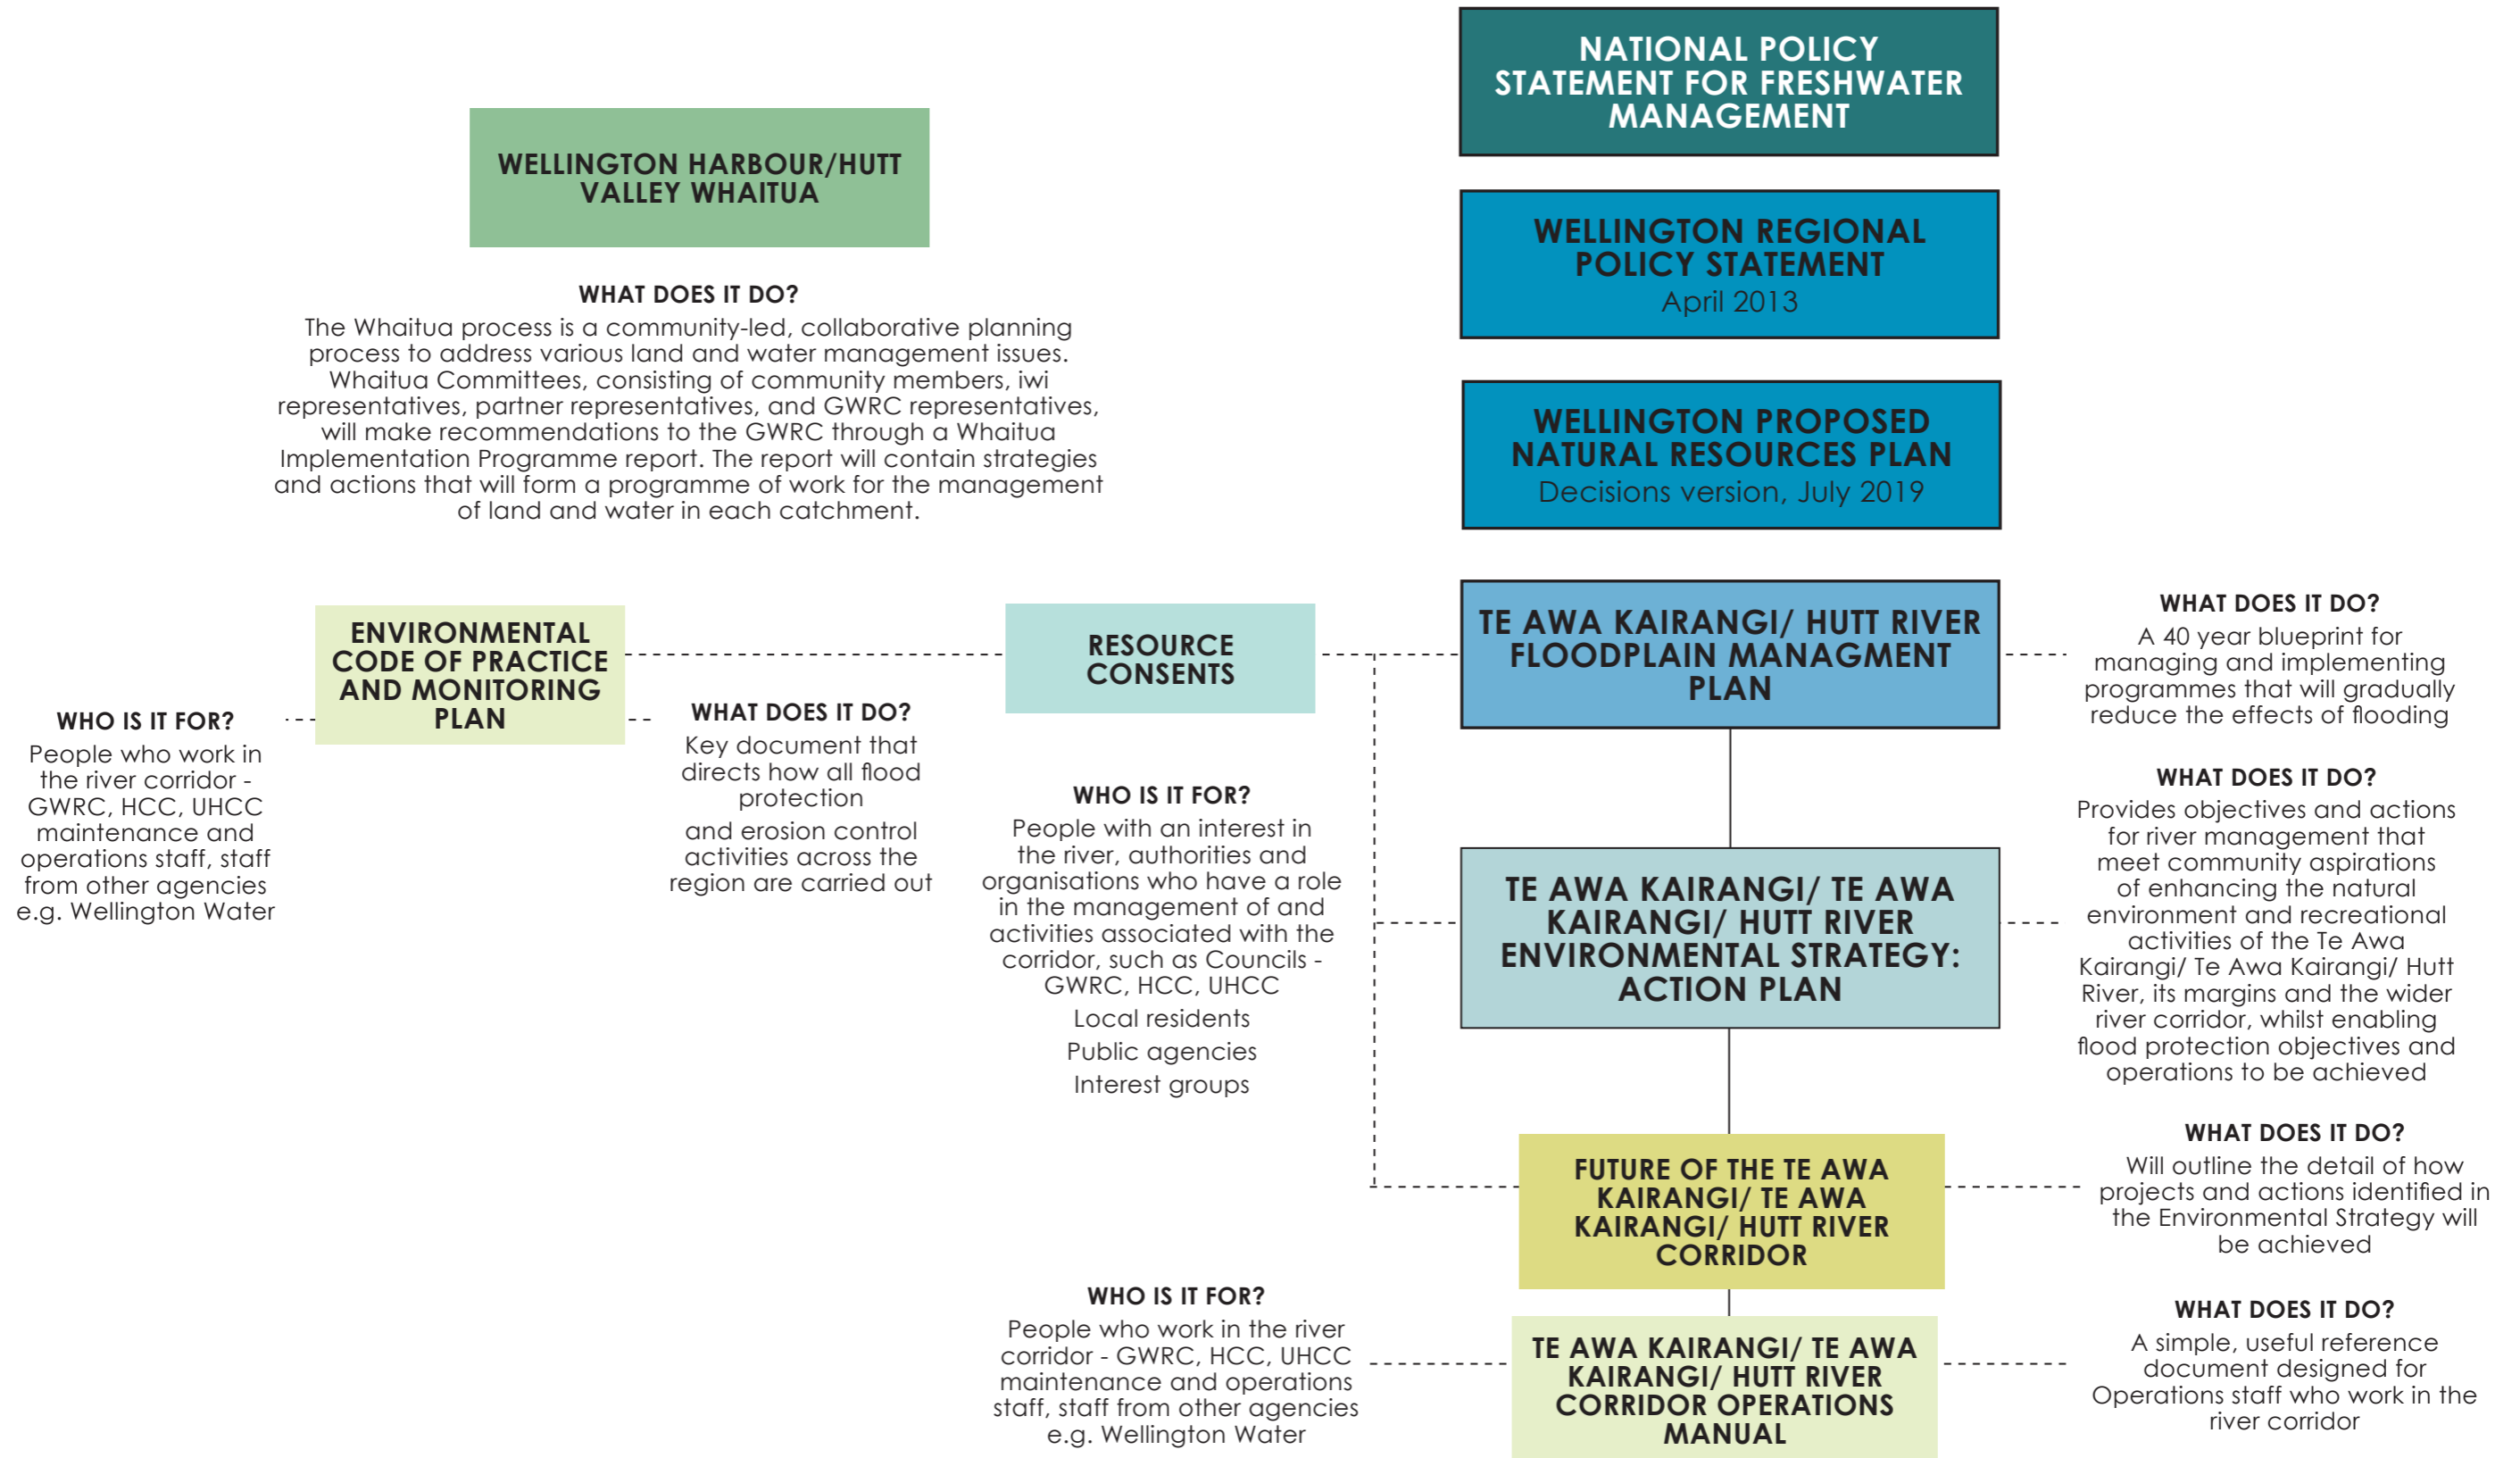 NATIONAL POLICY
STATEMENT FOR FRESHWATER
MANAGEMENT
WELLINGTON HARBOUR/HUTT
VALLEY WHAITUA
WHAT DOES IT DO?
The Whaitua process is a community-led, collaborative planning
process to address various land and water management issues.
Whaitua Committees, consisting of community members, iwi
representatives, partner representatives, and GWRC representatives,
will make recommendations to the GWRC through a Whaitua
Implementation Programme report. The report will contain strategies
and actions that will form a programme of work for the management
of land and water in each catchment.
WELLINGTON REGIONAL
POLICY STATEMENT
April 2013
WELLINGTON PROPOSED
NATURAL RESOURCES PLAN
Decisions version, July 2019
ENVIRONMENTAL
CODE OF PRACTICE
AND MONITORING
PLAN
WHO IS IT FOR?
People who work in
the river corridor -
GWRC, HCC, UHCC
maintenance and
operations staff, staff
from other agencies
e.g. Wellington Water
WHAT DOES IT DO?
Key document that
directs how all flood
protection
and erosion control
activities across the
region are carried out
RESOURCE
CONSENTS
WHO IS IT FOR?
People with an interest in
the river, authorities and
organisations who have a role
in the management of and
activities associated with the
corridor, such as Councils -
GWRC, HCC, UHCC
Local residents
Public agencies
Interest groups
TE AWA KAIRANGI/ HUTT RIVER
FLOODPLAIN MANAGMENT
PLAN
WHAT DOES IT DO?
A 40 year blueprint for
managing and implementing
programmes that will gradually
reduce the effects of flooding
TE AWA KAIRANGI/ TE AWA
KAIRANGI/ HUTT RIVER
ENVIRONMENTAL STRATEGY:
ACTION PLAN
WHAT DOES IT DO?
Provides objectives and actions
for river management that
meet community aspirations
of enhancing the natural
environment and recreational
activities of the Te Awa
Kairangi/ Te Awa Kairangi/ Hutt
River, its margins and the wider
river corridor, whilst enabling
flood protection objectives and
operations to be achieved
FUTURE OF THE TE AWA
KAIRANGI/ TE AWA
KAIRANGI/ HUTT RIVER
CORRIDOR
WHAT DOES IT DO?
Will outline the detail of how
projects and actions identified in
the Environmental Strategy will
be achieved
WHO IS IT FOR?
People who work in the river
corridor - GWRC, HCC, UHCC
maintenance and operations
staff, staff from other agencies
e.g. Wellington Water
TE AWA KAIRANGI/ TE AWA
KAIRANGI/ HUTT RIVER
CORRIDOR OPERATIONS
MANUAL
WHAT DOES IT DO?
A simple, useful reference
document designed for
Operations staff who work in the
river corridor